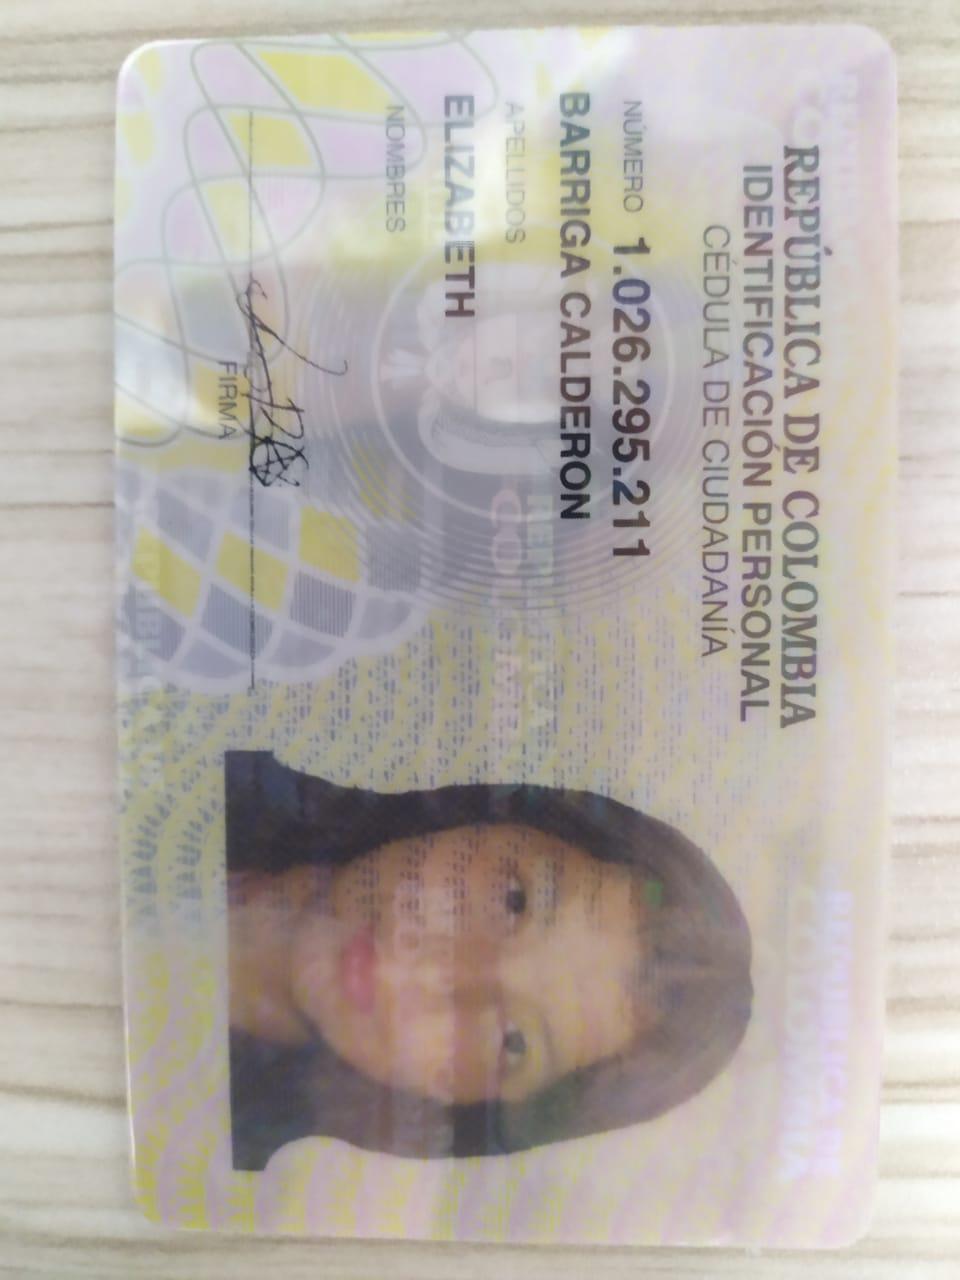 REPÚBLICA DE COLOMBIA
IDENTIFICACIÓN PERSONAL
CÉDULA DE CIUDADANÍA
NÚMERO 1.026.295.211
BARRIGA CALDERON
APELLIDOS
ELIZABETH
NOMBRES
FIRMA